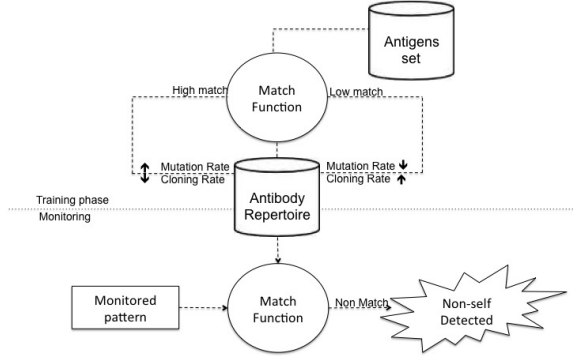 Antigens
set
High match
Match
Function
Low match
Mutation Rate
Cloning Rate
Mutation Rate
Cloning Rate
Antibody
Repertoire
Training phase
Monitoring
Monitored
pattern
Match
Function
Non Match
Non-self
Detected